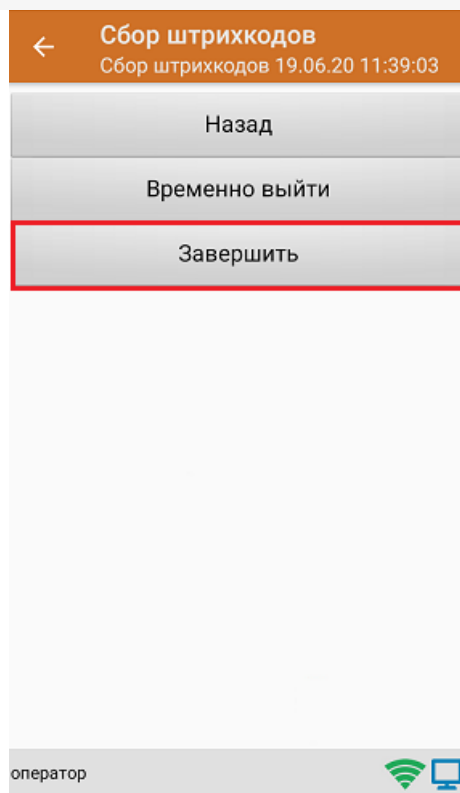 Сбор штрихкодов
Сбор штрихкодов 19.06.20 11:39:03
Назад
Временно выйти
Завершить
оператор